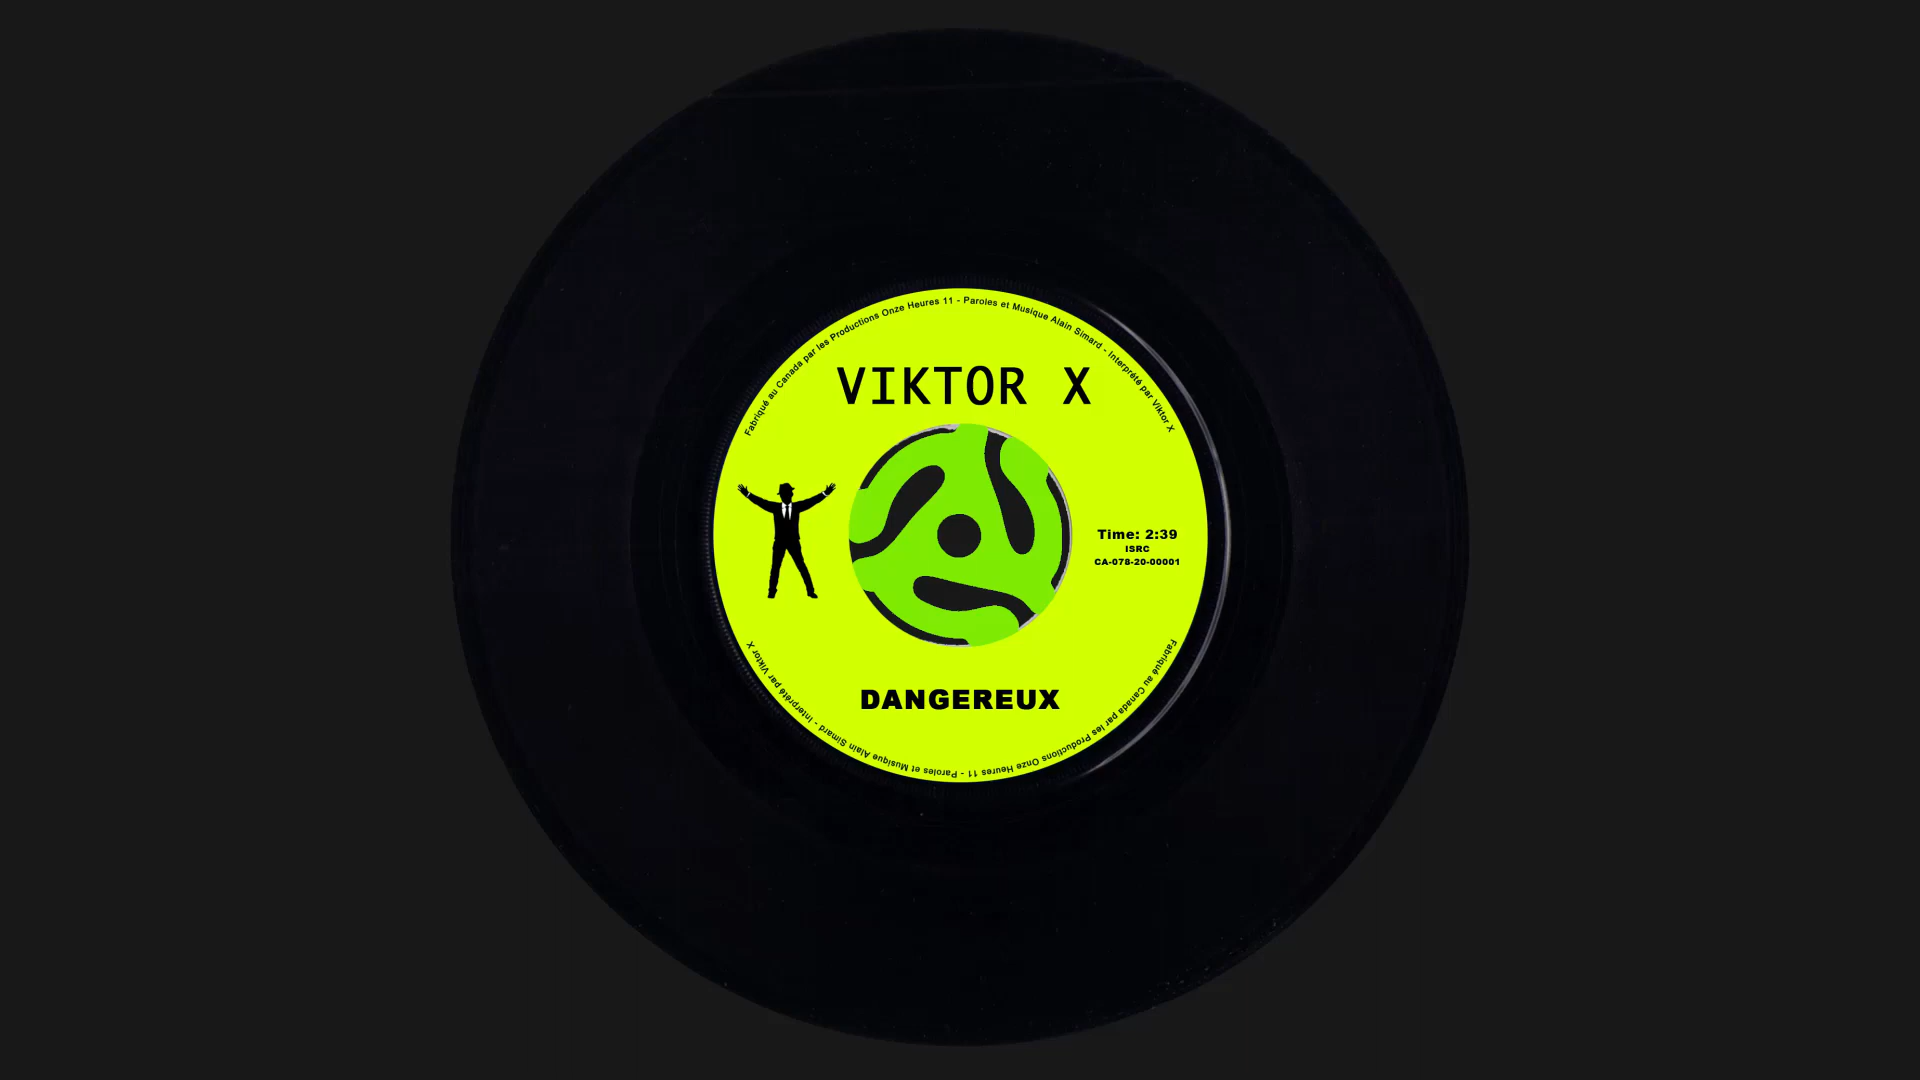 Fabriqué au Canada par les Productions Onze Heures 11 - Paroles et Musique Alain Simard - Interprété par Viktor X
VIKTOR X
Time: 2:39
ISRC
CA-078-20-00001
DANGEREUX
Fabriqué au Canada par les Productions Onze Heures 11 - Paroles et Musique Alain Simard - Interprété par Viktor X